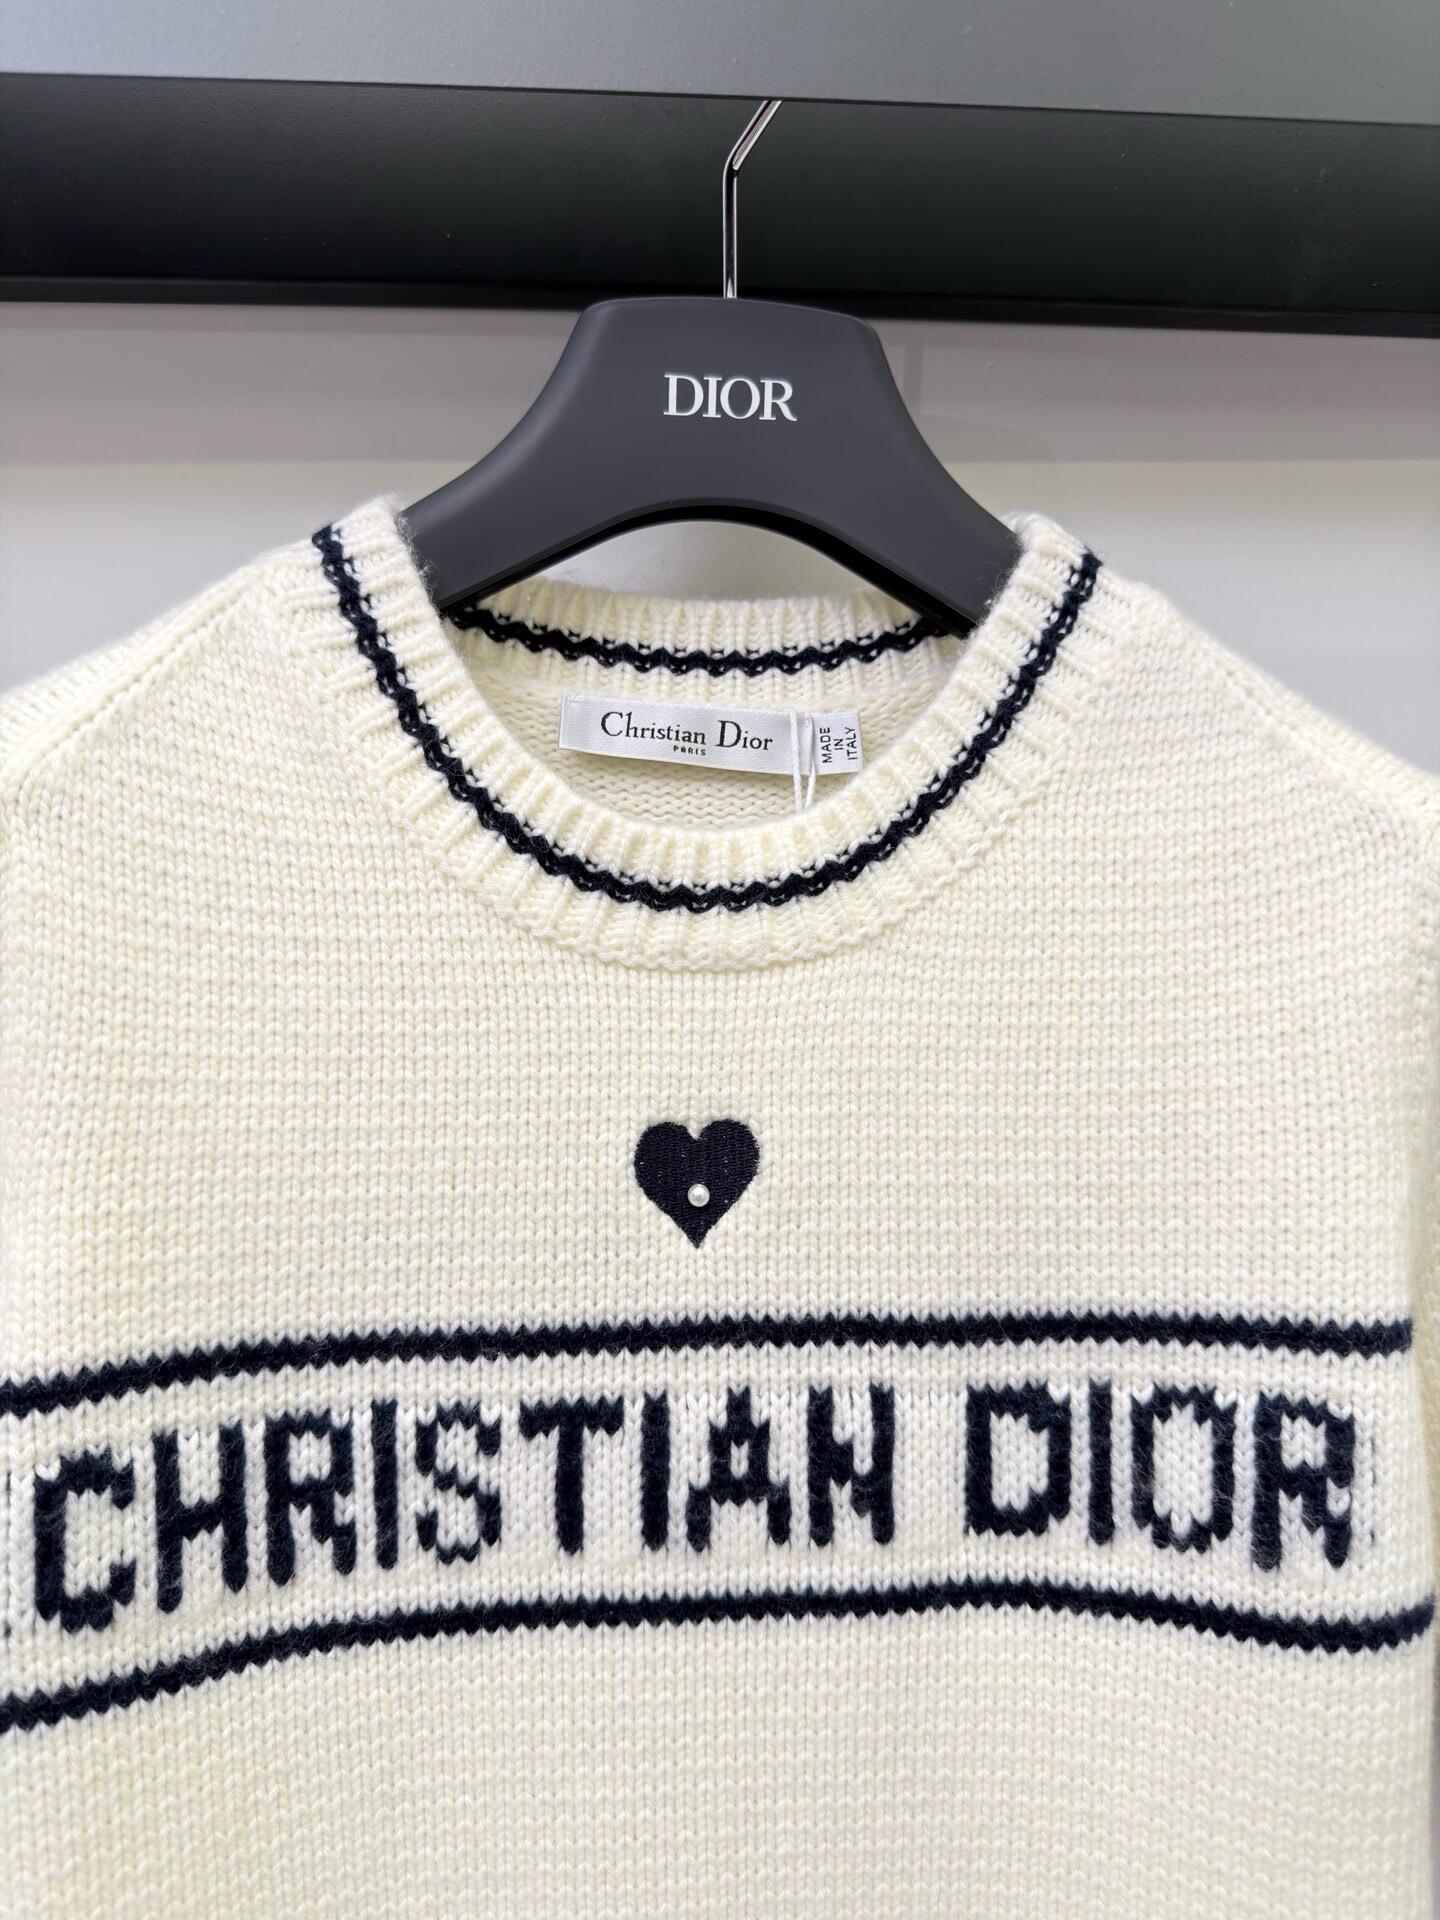 DIOR
Christian Dior
PARIS
MADE
IN
ITALY
CHRISTIAN DIOR